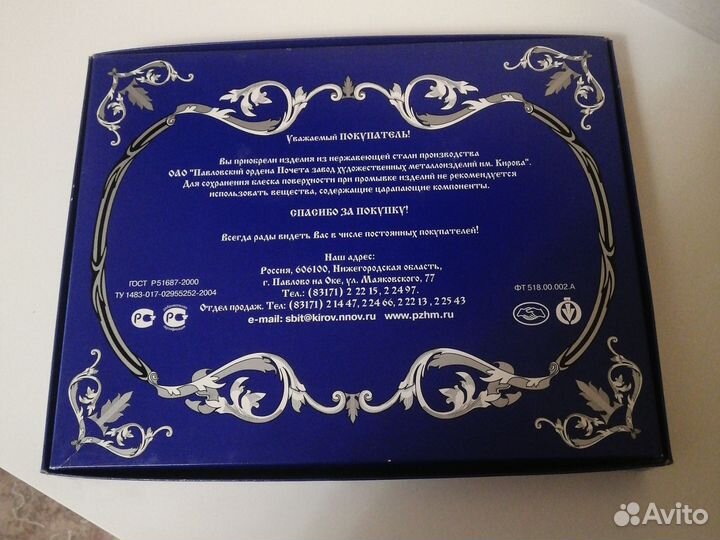 Уважаемый ПОКУПАТЕЛЬ!
Вы приобрели изделия из нержавеющей стали производства
ОАО "Павловский ордена Почета завод художественных металлоизделий им. Кирова".
Для сохранения блеска поверхности при промывке изделий не рекомендуется
использовать вещества, содержащие царапающие компоненты.
СПАСИБО ЗА ПОКУПКУ!
Всегда рады видеть Вас в числе постоянных покупателей!
Наш адрес:
Россия, 606100, Нижегородская область,
г. Павлово на Оке, ул. Маяковского, 77
Тел.: (83171) 2 22 15, 2 24 97.
Отдел продаж. Тел: (83171) 2 14 47, 2 24 66, 2 22 13, 2 25 43
e-mail: sbit@kirov.nnov.ru www.pzhm.ru
ГОСТ Р 51687-2000
ТУ 1483-017-02955252-2004
ФТ 518.00.002.А
Avito